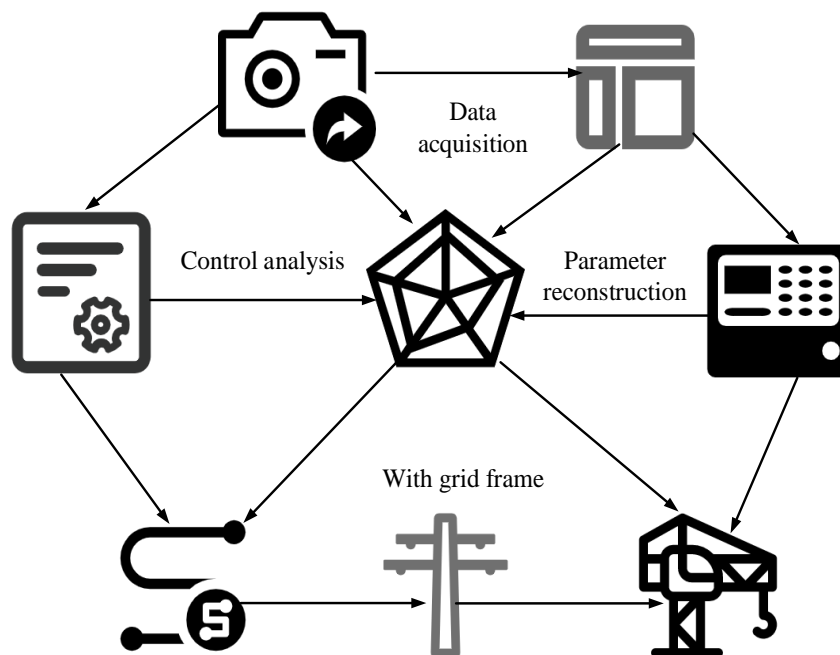 Data
acquisition
Control analysis
Parameter
reconstruction
With grid frame